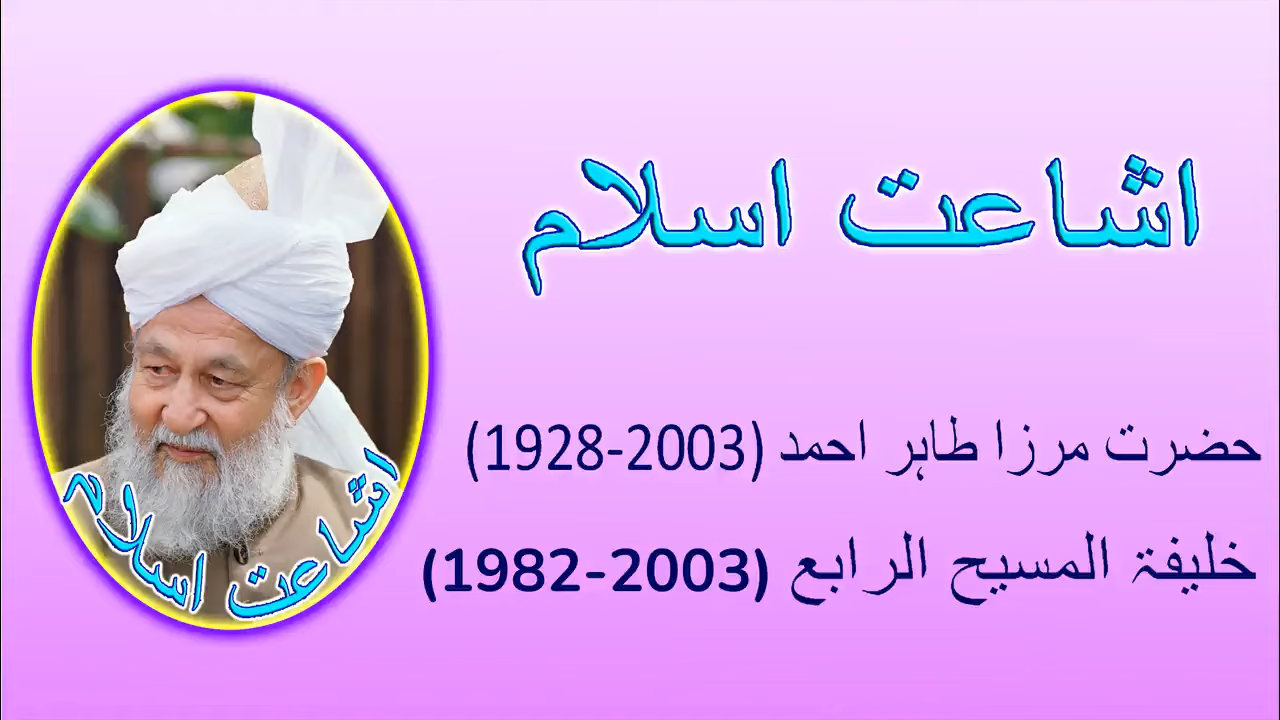 اشاعت اسلام
حضرت مرزا طاہر احمد (1928-2003)
خلیفۃ المسیح الرابع (1982-2003)
اشاعت اسلام